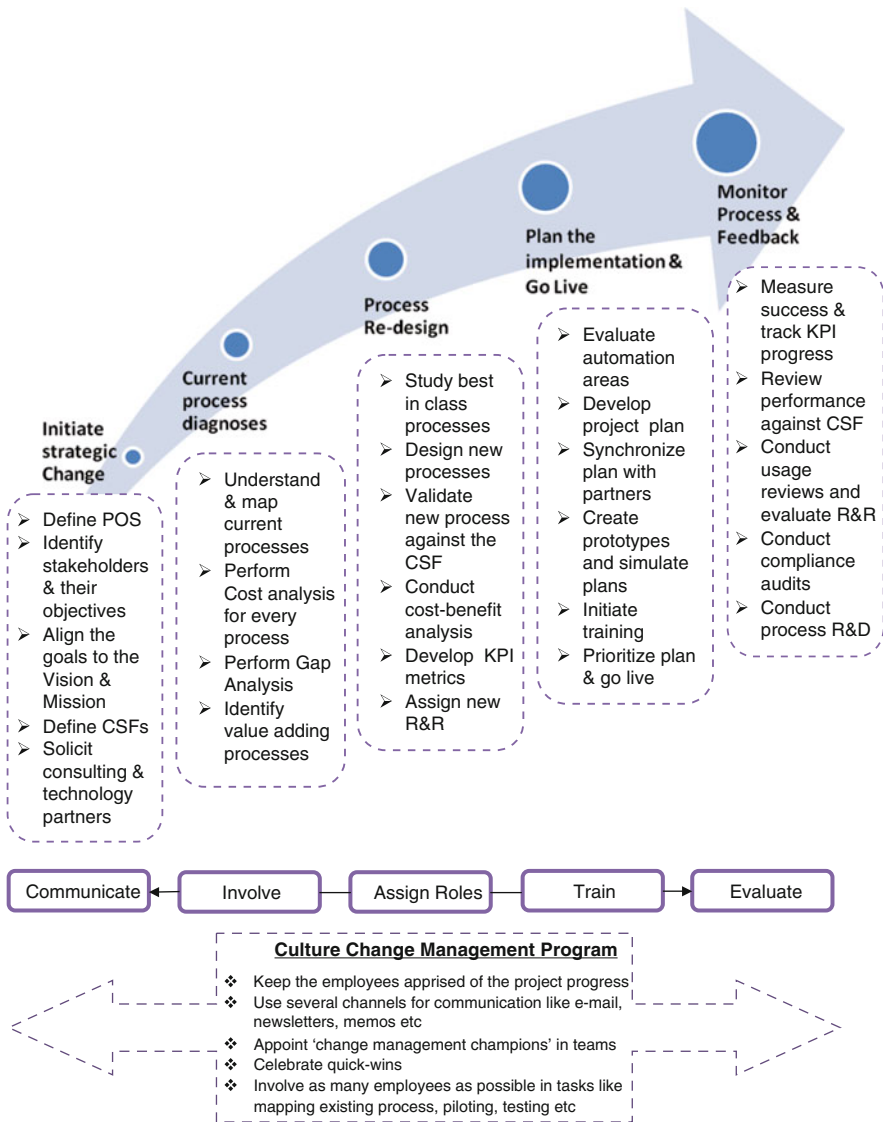 Initiate
strategic
Change
➢ Define POS
➢ Identify
stakeholders
& their
objectives
➢ Align the
goals to the
Vision &
Mission
➢ Define CSFs
➢ Solicit
consulting &
technology
partners
Current
process
diagnoses
➢ Understand
& map
current
processes
➢ Perform
Cost analysis
for every
process
➢ Perform Gap
Analysis
➢ Identify
value adding
processes
Process
Re-design
➢ Study best
in class
processes
➢ Design new
processes
➢ Validate
new process
against the
CSF
➢ Conduct
cost-benefit
analysis
➢ Develop KPI
metrics
➢ Assign new
R&R
Plan the
implementation &
Go Live
➢ Evaluate
automation
areas
➢ Develop
project plan
➢ Synchronize
plan with
partners
➢ Create
prototypes
and simulate
plans
➢ Initiate
training
➢ Prioritize plan
& go live
Monitor
Process &
Feedback
➢ Measure
success &
track KPI
progress
➢ Review
performance
against CSF
➢ Conduct
usage
reviews and
evaluate R&R
➢ Conduct
compliance
audits
➢ Conduct
process R&D
Communicate
Involve
Assign Roles
Train
Evaluate
Culture Change Management Program
❖ Keep the employees apprised of the project progress
❖ Use several channels for communication like e-mail,
newsletters, memos etc
❖ Appoint ‘change management champions’ in teams
❖ Celebrate quick-wins
❖ Involve as many employees as possible in tasks like
mapping existing process, piloting, testing etc